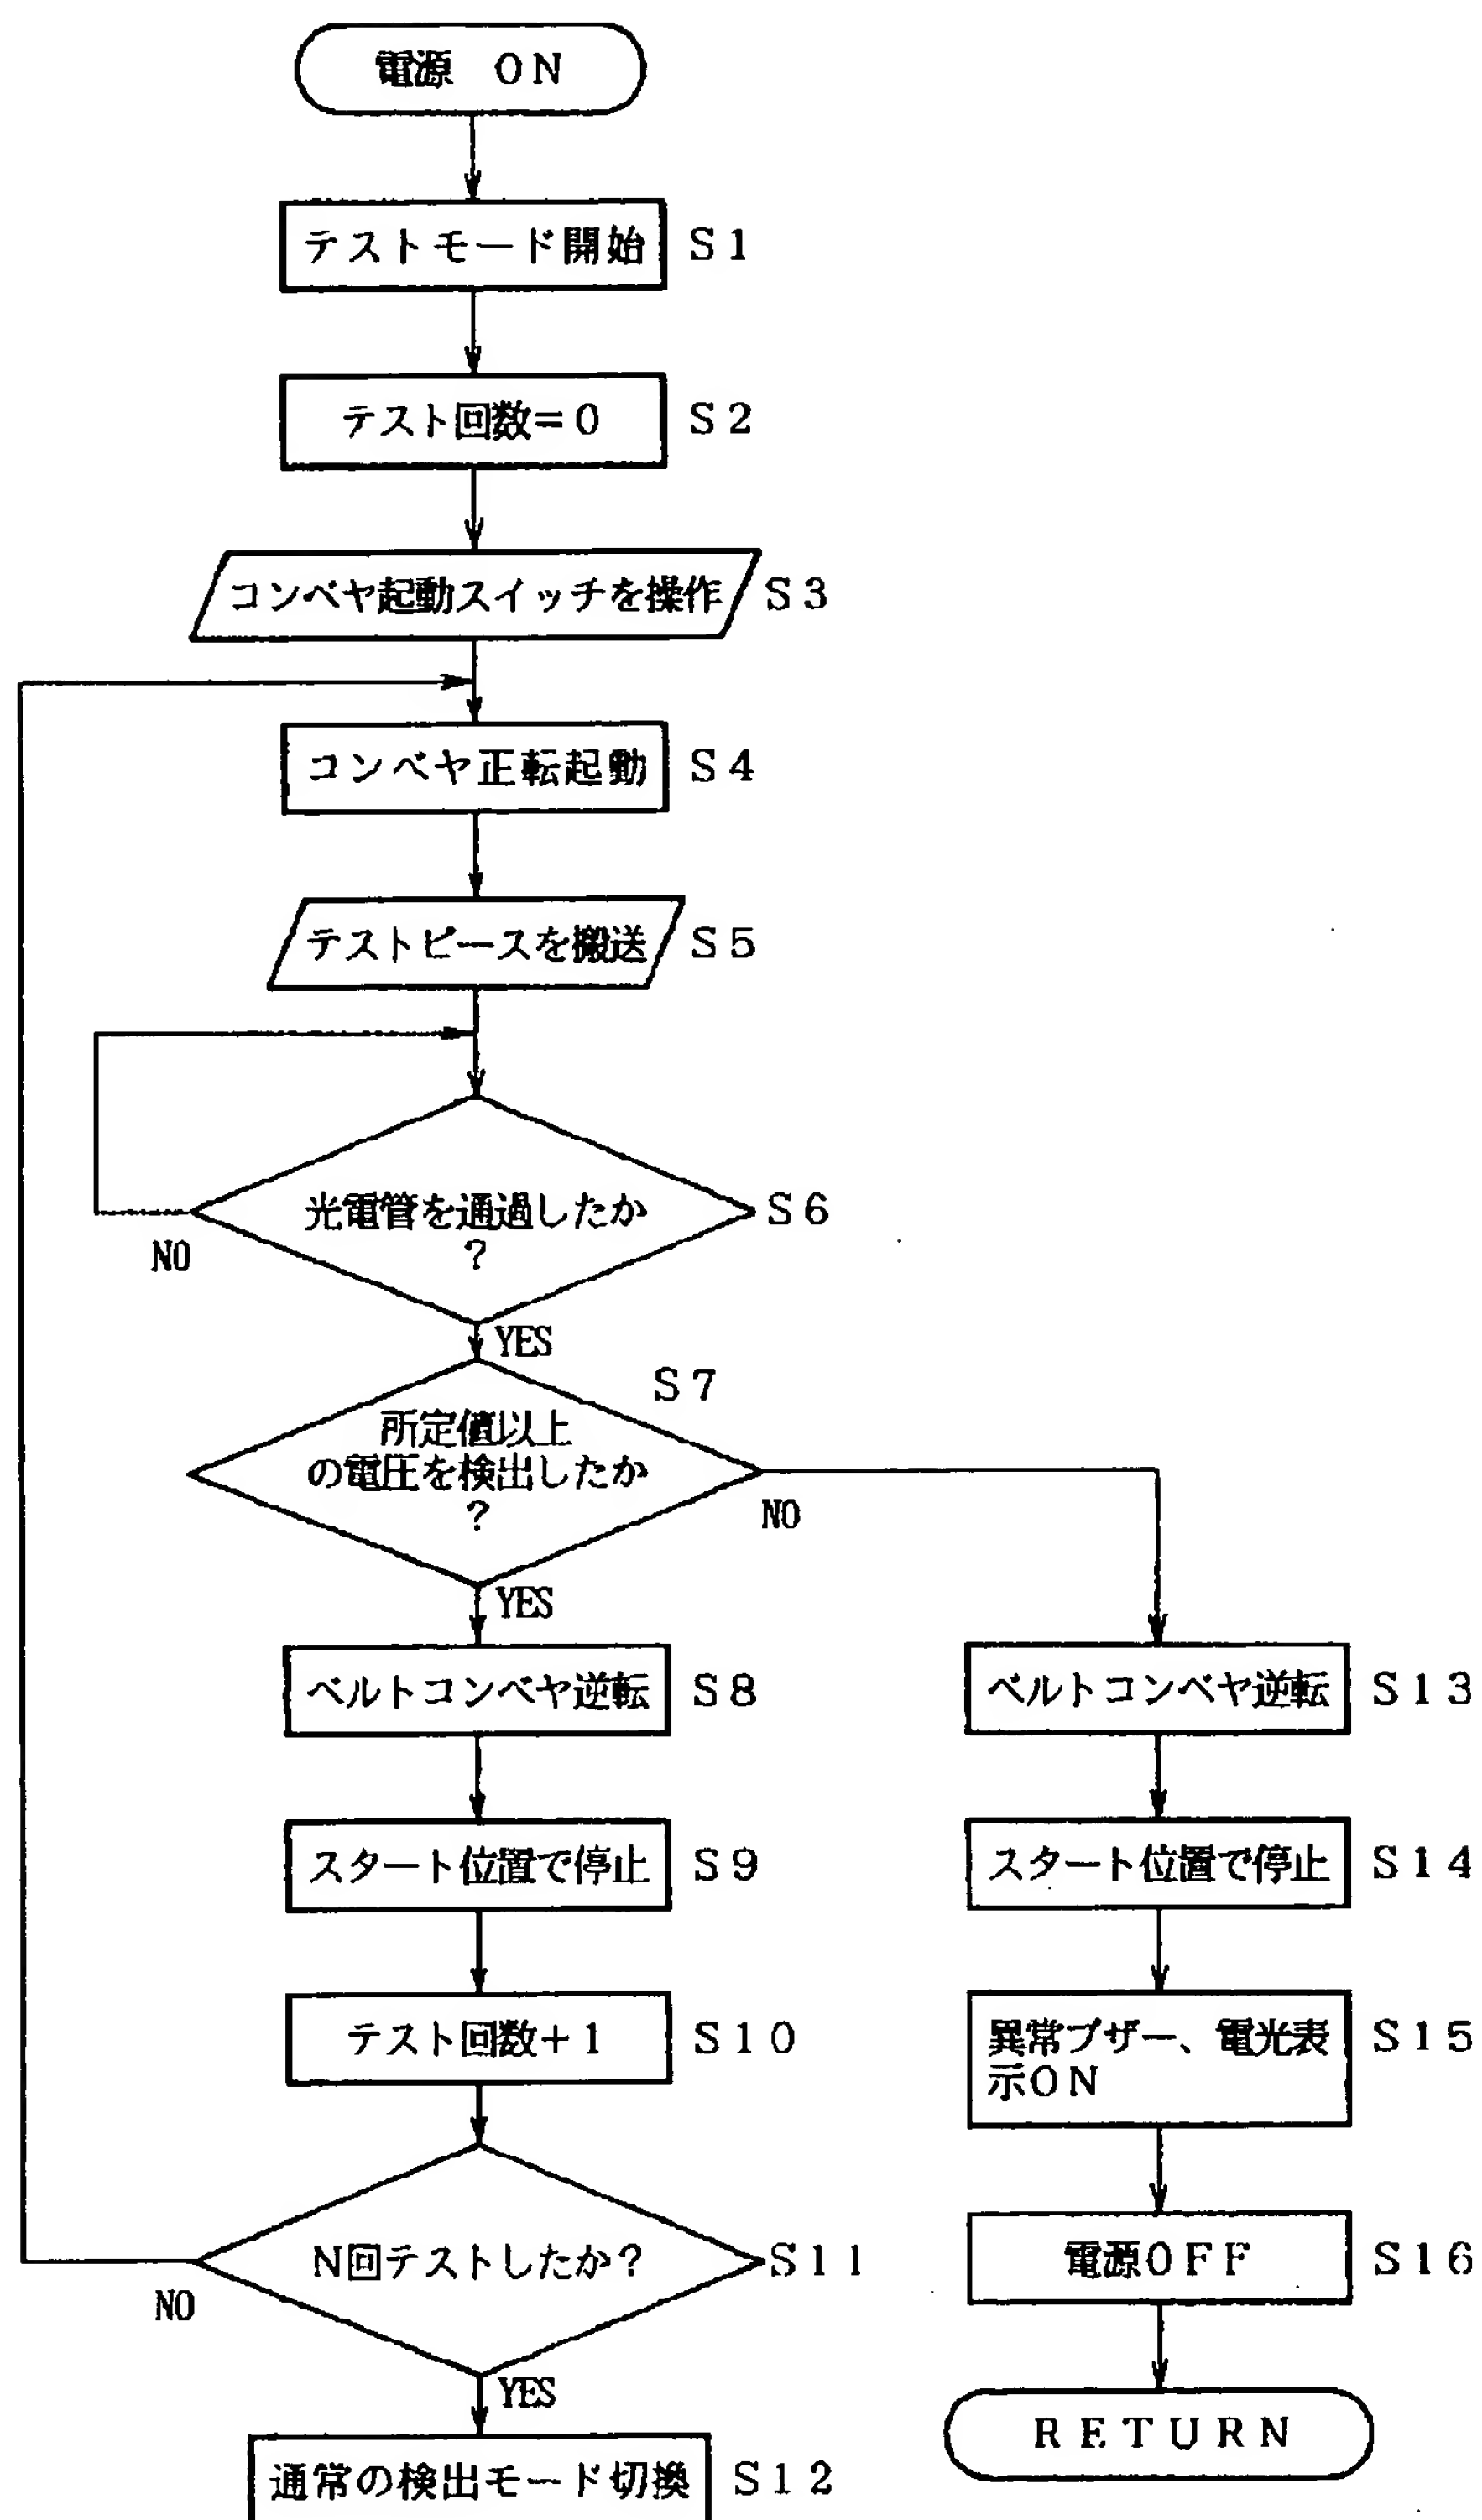 電源 ON
テストモード開始 S1
テスト回数=0 S2
コンベヤ起動スイッチを操作 S3
コンベヤ正転起動 S4
テストピースを搬送 S5
光電管を通過したか S6
?
NO
YES
S7
所定値以上
の電圧を検出したか
?
NO
YES
ベルトコンベヤ逆転 S8
スタート位置で停止 S9
テスト回数+1 S10
N回テストしたか? S11
NO
YES
通常の検出モード切換 S12
ベルトコンベヤ逆転 S13
スタート位置で停止 S14
異常ブザー、電光表 S15
示ON
電源OFF S16
RETURN